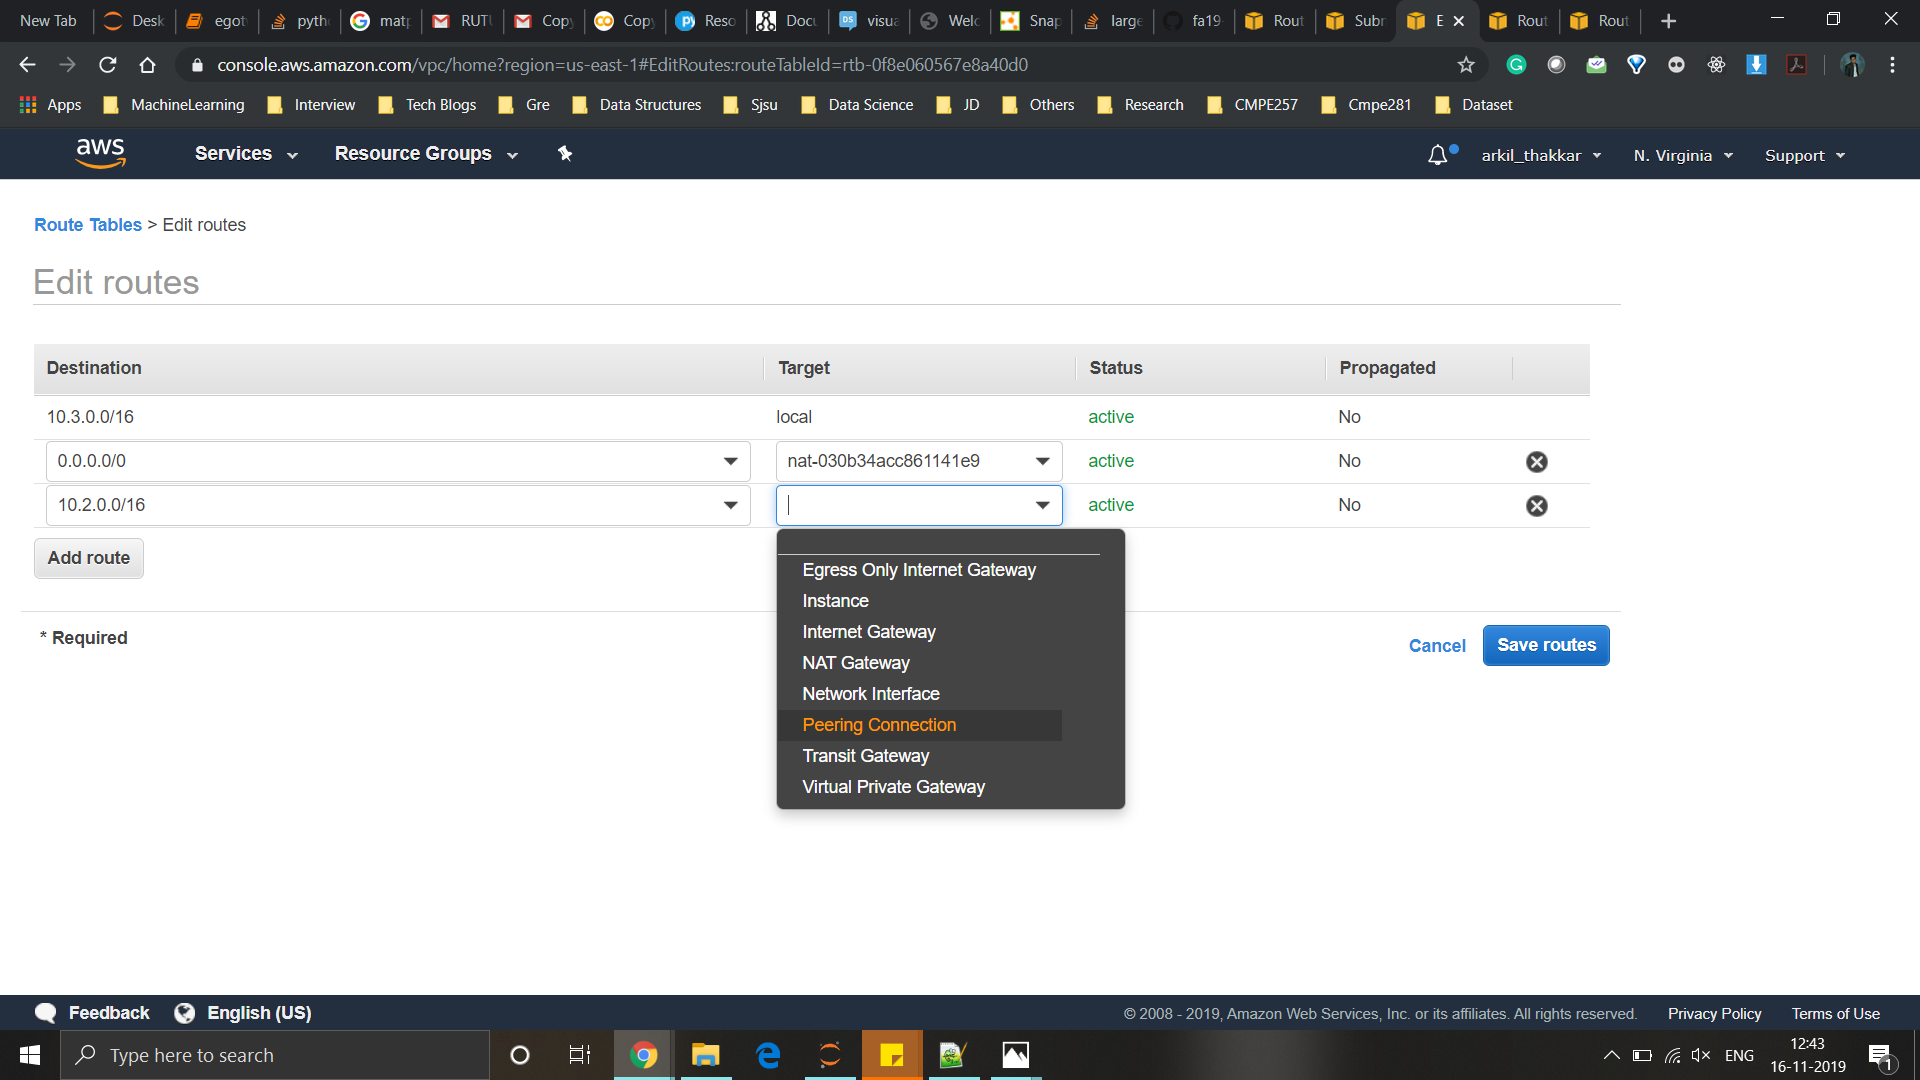 New Tab
Desk
egot
pyth
matp
RUTU
Copy
Copy
Reso
Docu
DS
visua
Welc
Snap
large
fa19
Rout
Subn
E
Rout
Rout
console.aws.amazon.com/vpc/home?region=us-east-1#EditRoutes:routeTableId=rtb-0f8e060567e8a40d0
Apps MachineLearning Interview Tech Blogs Gre Data Structures Sjsu Data Science JD Others Research CMPE257 Cmpe281 Dataset
aws Services Resource Groups arkil_thakkar N. Virginia Support
Route Tables > Edit routes
Edit routes
Destination Target Status Propagated
10.3.0.0/16 local active No
0.0.0.0/0 nat-030b34acc861141e9 active No
10.2.0.0/16 active No
Add route
Egress Only Internet Gateway
Instance
Internet Gateway
NAT Gateway
Network Interface
Peering Connection
Transit Gateway
Virtual Private Gateway
* Required
Cancel Save routes
Feedback English (US) © 2008 - 2019, Amazon Web Services, Inc. or its affiliates. All rights reserved. Privacy Policy Terms of Use
Type here to search
ENG
12:43
16-11-2019
1